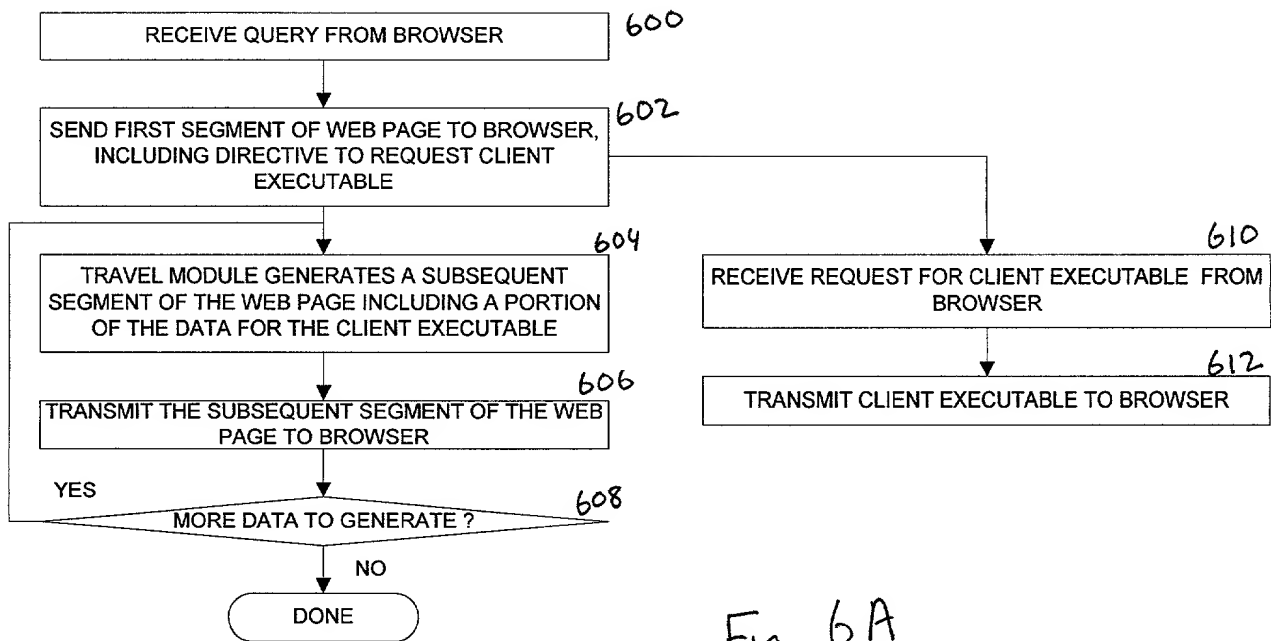 RECEIVE QUERY FROM BROWSER
600
SEND FIRST SEGMENT OF WEB PAGE TO BROWSER,
INCLUDING DIRECTIVE TO REQUEST CLIENT
EXECUTABLE
602
TRAVEL MODULE GENERATES A SUBSEQUENT
SEGMENT OF THE WEB PAGE INCLUDING A PORTION
OF THE DATA FOR THE CLIENT EXECUTABLE
604
TRANSMIT THE SUBSEQUENT SEGMENT OF THE WEB
PAGE TO BROWSER
606
YES
MORE DATA TO GENERATE ?
608
NO
DONE
610
RECEIVE REQUEST FOR CLIENT EXECUTABLE FROM
BROWSER
612
TRANSMIT CLIENT EXECUTABLE TO BROWSER
Fig. 6A